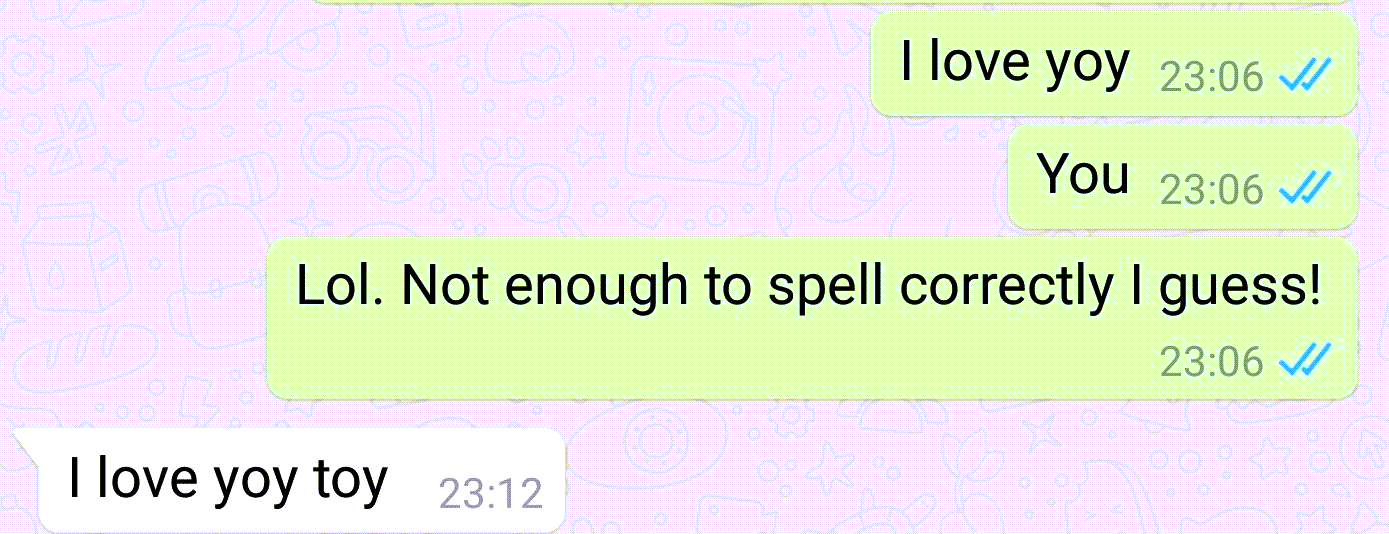 I love yoy 23:06
You 23:06
Lol. Not enough to spell correctly I guess!
23:06
I love yoy toy 23:12